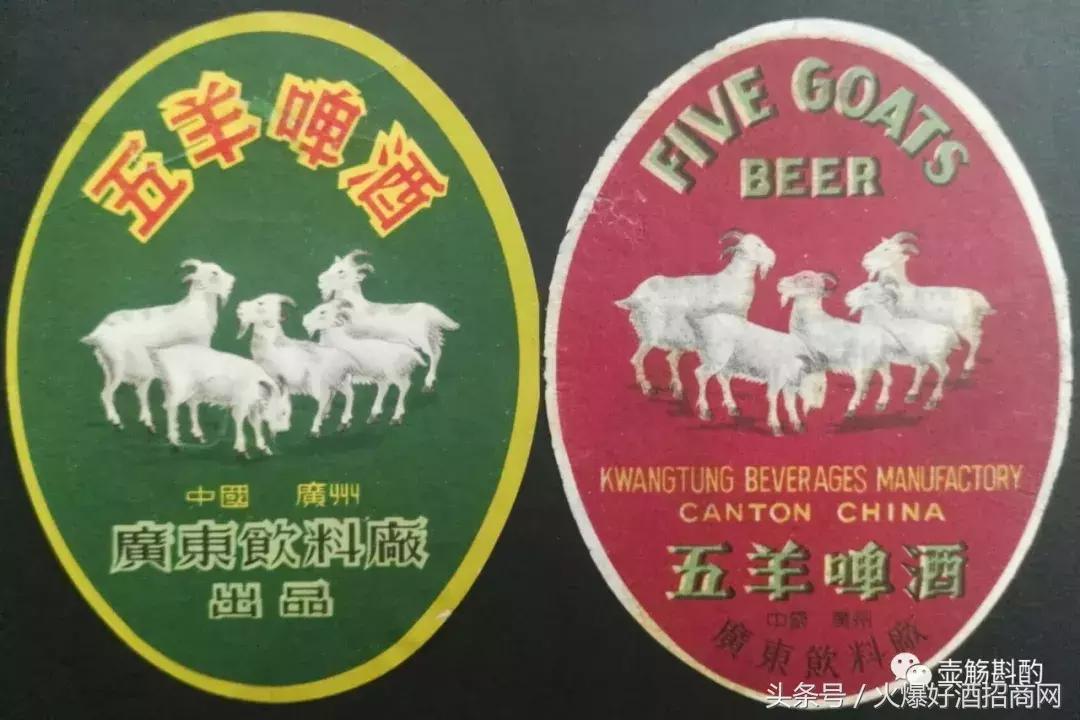 五羊啤酒
中國 廣州
廣東飲料廠
出品
FIVE GOATS
BEER
KWANGTUNG BEVERAGES MANUFACTORY
CANTON CHINA
五羊啤酒
中國 廣州
廣東飲料廠
壶觞斟酌
头条号/火爆好酒招商网